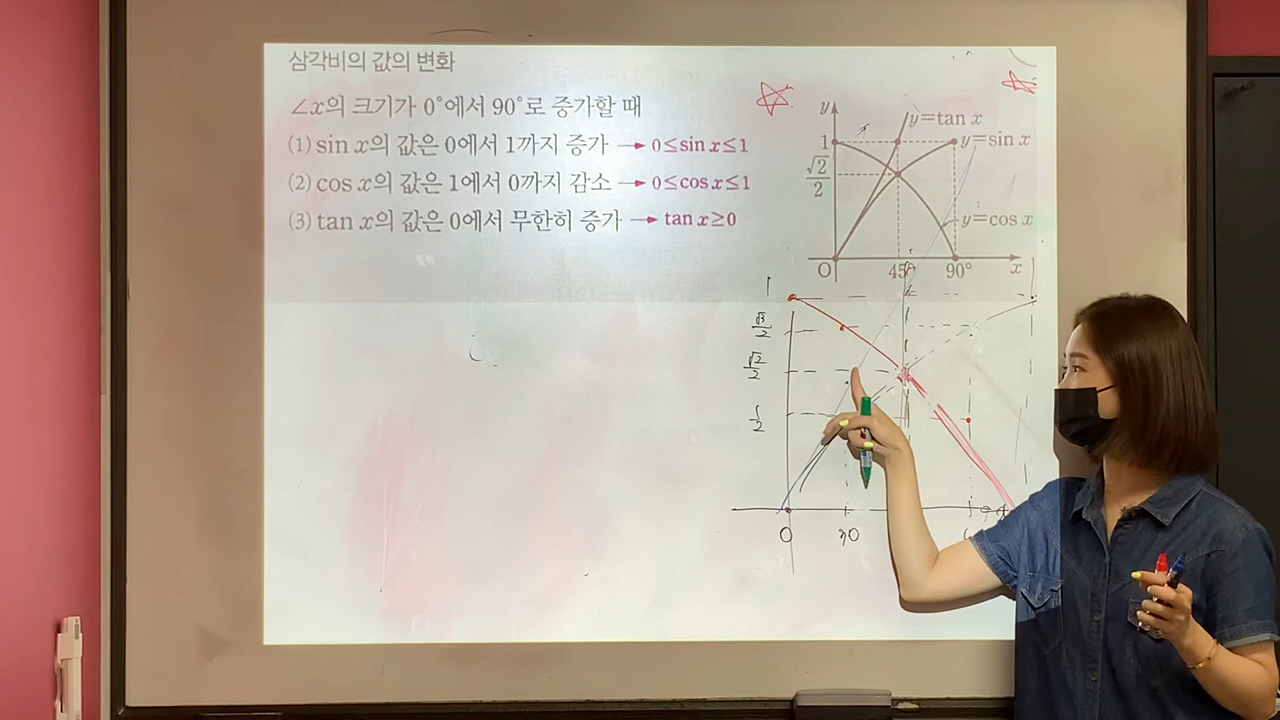 삼각비의 값의 변화
∠x의 크기가 0°에서 90°로 증가할 때
(1) sin x의 값은 0에서 1까지 증가 → 0≤sin x≤1
(2) cos x의 값은 1에서 0까지 감소 → 0≤cos x≤1
(3) tan x의 값은 0에서 무한히 증가 → tan x≥0
y
y=tan x
1
y=sin x
√2/2
y=cos x
O
45°
90°
x
1
√3/2
√2/2
1/2
0
30